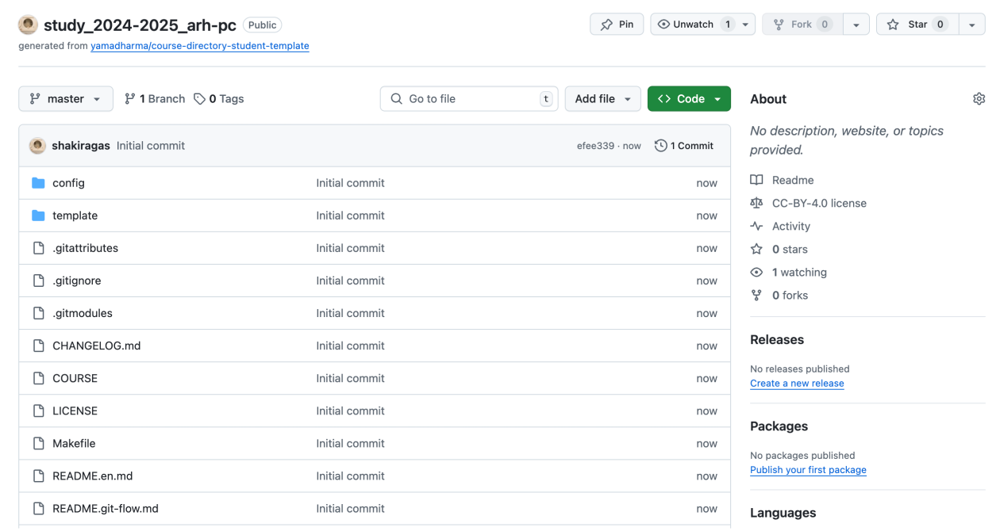 study_2024-2025_arh-pc Public Pin Unwatch 1 Fork 0 Star 0
generated from yamadharma/course-directory-student-template
master 1 Branch 0 Tags Go to file t Add file Code
shakiragas Initial commit efee339 · now 1 Commit
config Initial commit now
template Initial commit now
.gitattributes Initial commit now
.gitignore Initial commit now
.gitmodules Initial commit now
CHANGELOG.md Initial commit now
COURSE Initial commit now
LICENSE Initial commit now
Makefile Initial commit now
README.en.md Initial commit now
README.git-flow.md Initial commit now
About
No description, website, or topics
provided.
Readme
CC-BY-4.0 license
Activity
0 stars
1 watching
0 forks
Releases
No releases published
Create a new release
Packages
No packages published
Publish your first package
Languages